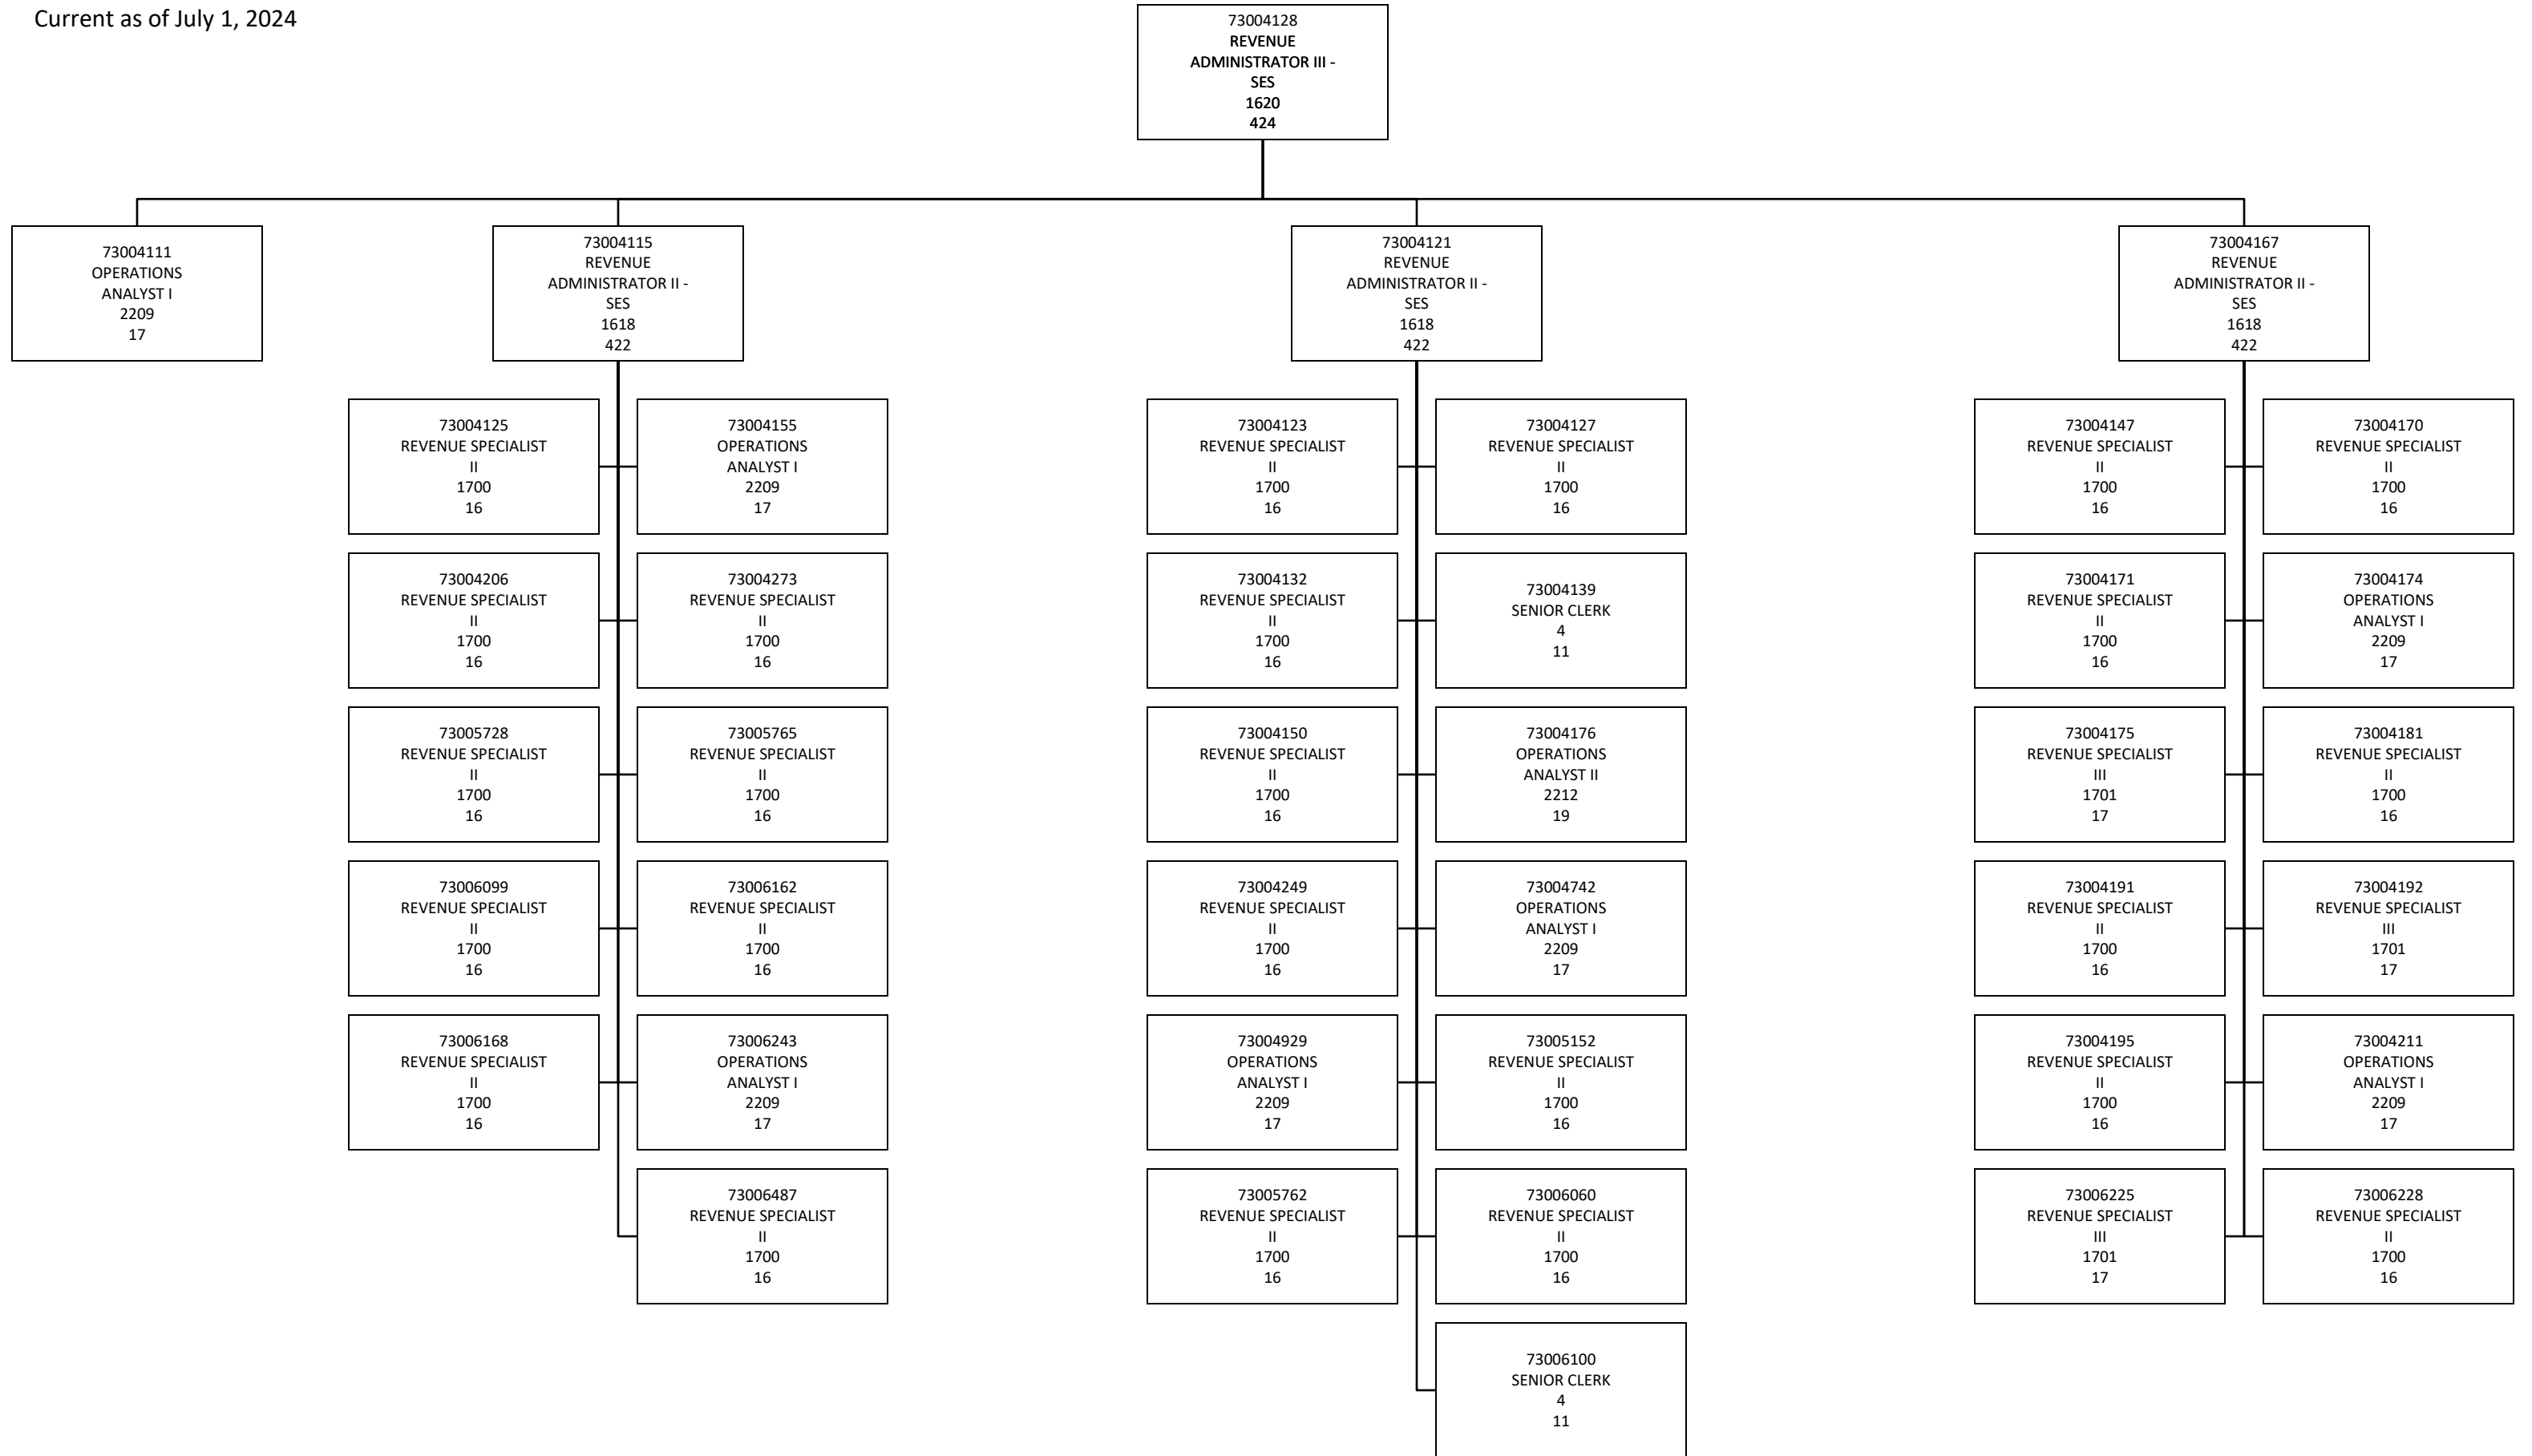 Current as of July 1, 2024
73004128
REVENUE
ADMINISTRATOR III -
SES
1620
424
73004111
OPERATIONS
ANALYST I
2209
17
73004115
REVENUE
ADMINISTRATOR II -
SES
1618
422
73004121
REVENUE
ADMINISTRATOR II -
SES
1618
422
73004167
REVENUE
ADMINISTRATOR II -
SES
1618
422
73004125
REVENUE SPECIALIST
II
1700
16
73004155
OPERATIONS
ANALYST I
2209
17
73004123
REVENUE SPECIALIST
II
1700
16
73004127
REVENUE SPECIALIST
II
1700
16
73004147
REVENUE SPECIALIST
II
1700
16
73004170
REVENUE SPECIALIST
II
1700
16
73004206
REVENUE SPECIALIST
II
1700
16
73004273
REVENUE SPECIALIST
II
1700
16
73004132
REVENUE SPECIALIST
II
1700
16
73004139
SENIOR CLERK
4
11
73004171
REVENUE SPECIALIST
II
1700
16
73004174
OPERATIONS
ANALYST I
2209
17
73005728
REVENUE SPECIALIST
II
1700
16
73005765
REVENUE SPECIALIST
II
1700
16
73004150
REVENUE SPECIALIST
II
1700
16
73004176
OPERATIONS
ANALYST II
2212
19
73004175
REVENUE SPECIALIST
III
1701
17
73004181
REVENUE SPECIALIST
II
1700
16
73006099
REVENUE SPECIALIST
II
1700
16
73006162
REVENUE SPECIALIST
II
1700
16
73004249
REVENUE SPECIALIST
II
1700
16
73004742
OPERATIONS
ANALYST I
2209
17
73004191
REVENUE SPECIALIST
II
1700
16
73004192
REVENUE SPECIALIST
III
1701
17
73006168
REVENUE SPECIALIST
II
1700
16
73006243
OPERATIONS
ANALYST I
2209
17
73004929
OPERATIONS
ANALYST I
2209
17
73005152
REVENUE SPECIALIST
II
1700
16
73004195
REVENUE SPECIALIST
II
1700
16
73004211
OPERATIONS
ANALYST I
2209
17
73006487
REVENUE SPECIALIST
II
1700
16
73005762
REVENUE SPECIALIST
II
1700
16
73006060
REVENUE SPECIALIST
II
1700
16
73006225
REVENUE SPECIALIST
III
1701
17
73006228
REVENUE SPECIALIST
II
1700
16
73006100
SENIOR CLERK
4
11